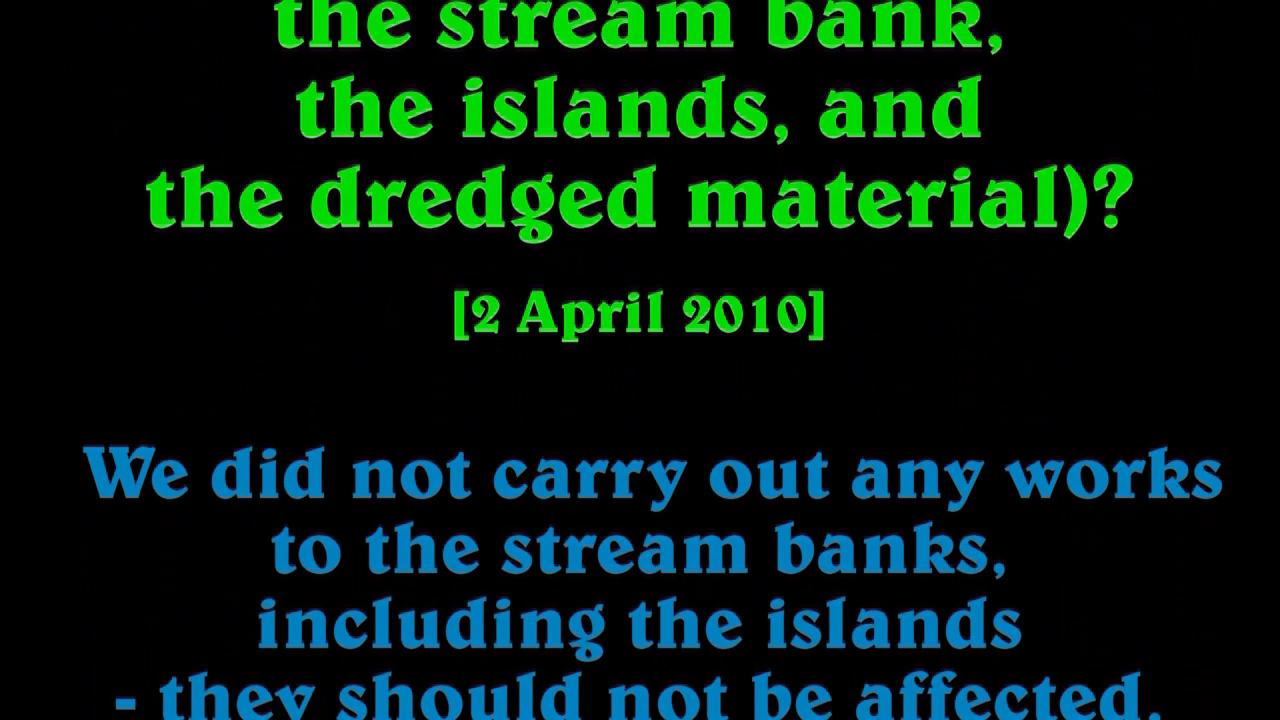 the stream bank,
the islands, and
the dredged material)?
[2 April 2010]
We did not carry out any works
to the stream banks,
including the islands
- they should not be affected.